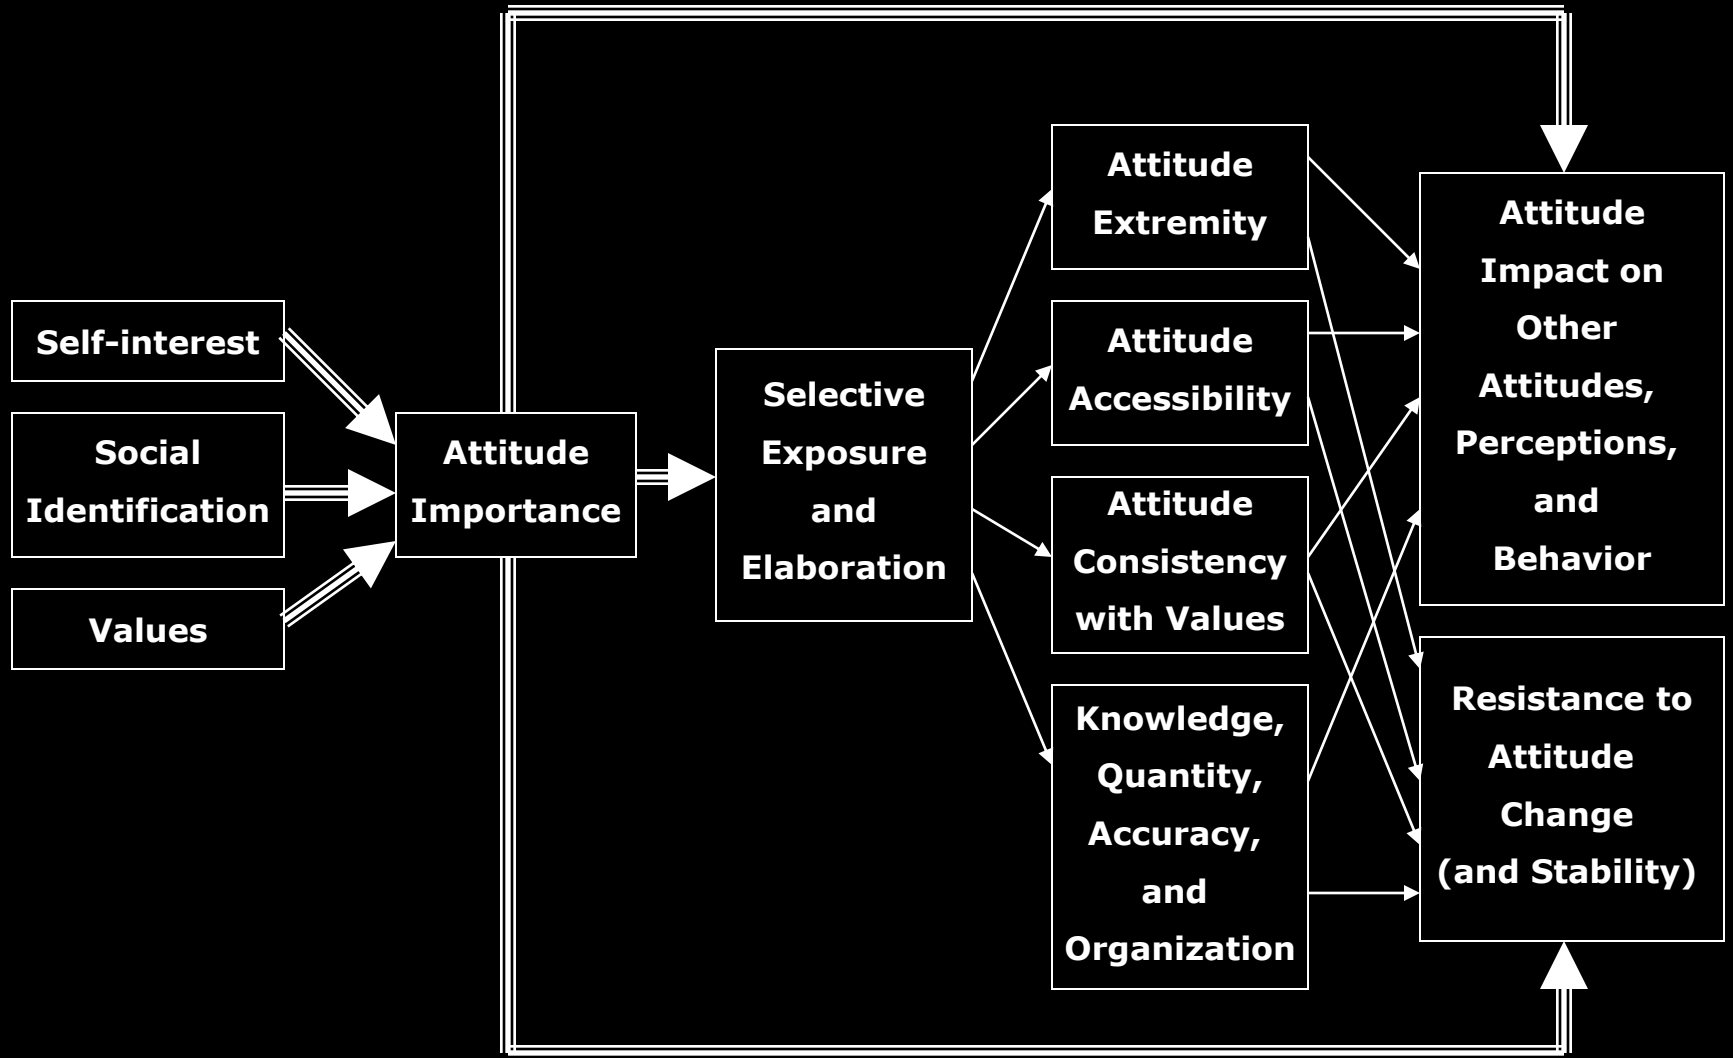 Self-interest
Social
Identification
Values
Attitude
Importance
Selective
Exposure
and
Elaboration
Attitude
Extremity
Attitude
Accessibility
Attitude
Consistency
with Values
Knowledge,
Quantity,
Accuracy,
and
Organization
Attitude
Impact on
Other
Attitudes,
Perceptions,
and
Behavior
Resistance to
Attitude
Change
(and Stability)